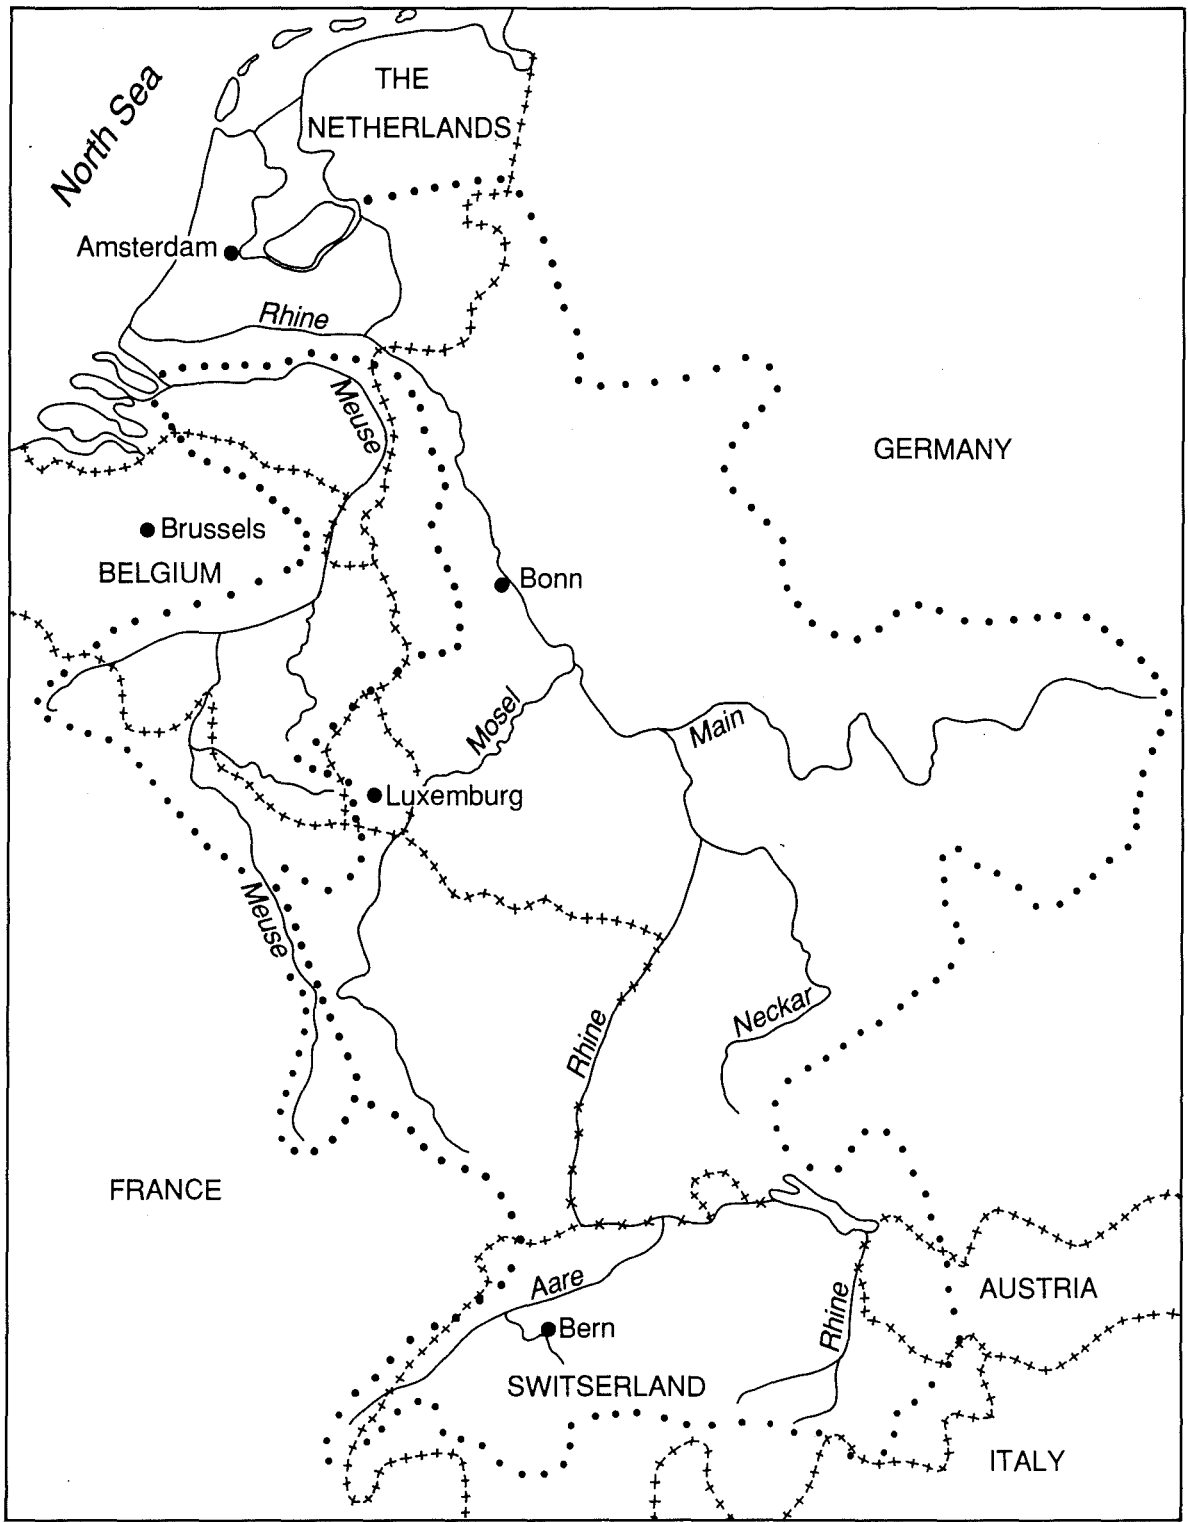 North Sea
THE
NETHERLANDS
Amsterdam
Rhine
Meuse
GERMANY
Brussels
BELGIUM
Bonn
Mosel
Main
Luxemburg
Meuse
Neckar
Rhine
FRANCE
Aare
AUSTRIA
Rhine
Bern
SWITSERLAND
ITALY